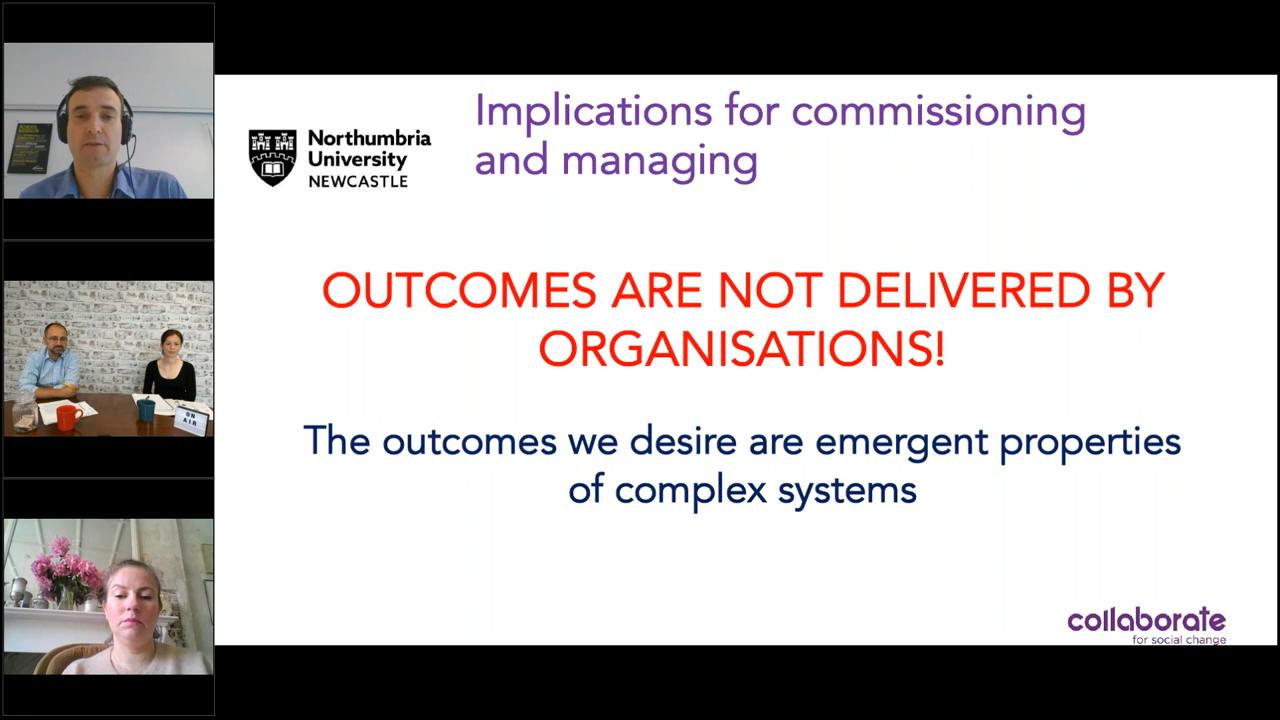 Northumbria
University
NEWCASTLE
Implications for commissioning
and managing
OUTCOMES ARE NOT DELIVERED BY
ORGANISATIONS!
The outcomes we desire are emergent properties
of complex systems
collaborate
for social change
ON
AIR